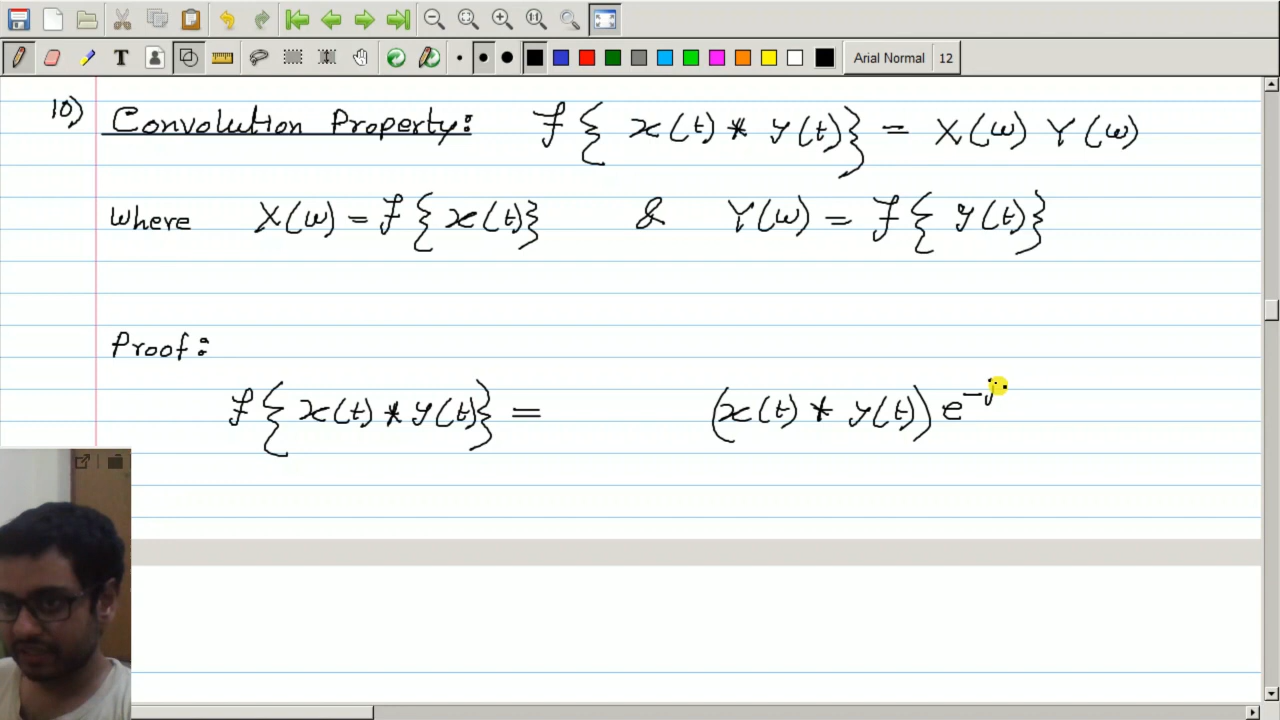 Arial Normal 12
10) Convolution Property: ℱ{ x(t) * y(t)} = X(ω) Y(ω)
Where X(ω) = ℱ{ x(t)} & Y(ω) = ℱ{ y(t)}
Proof:
ℱ{ x(t) * y(t)} = (x(t) * y(t)) e^-j